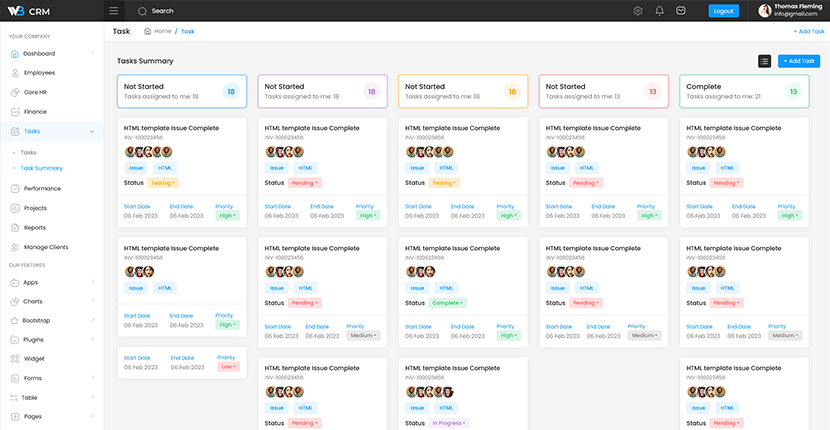 W3 CRM
Search
Logout
Thomas Fleming
info@gmail.com
YOUR COMPANY
Dashboard
Employees
Core HR
Finance
Tasks
Tasks
Task Summary
Performance
Projects
Reports
Manage Clients
OUR FEATURES
Apps
Charts
Bootstrap
Plugins
Widget
Forms
Table
Pages
Task
Home / Task
+ Add Task
Tasks Summary
+ Add Task
Not Started
Tasks assigned to me: 18
18
Not Started
Tasks assigned to me: 18
18
Not Started
Tasks assigned to me: 18
18
Not Started
Tasks assigned to me: 13
13
Complete
Tasks assigned to me: 21
13
HTML template Issue Complete
INV-100023456
Issue HTML
Status Testing
Start Date End Date Priority
06 Feb 2023 06 Feb 2023 High
HTML template Issue Complete
INV-100023456
Issue HTML
Start Date End Date Priority
06 Feb 2023 06 Feb 2023 High
Start Date End Date Priority
06 Feb 2023 06 Feb 2023 Low
HTML template Issue Complete
INV-100023456
Issue HTML
Status Pending
Start Date End Date Priority
06 Feb 2023 06 Feb 2023 High
HTML template Issue Complete
INV-100023456
Issue HTML
Status Pending
Start Date End Date Priority
06 Feb 2023 06 Feb 2023 Medium
HTML template Issue Complete
INV-100023456
Issue HTML
Status Pending
HTML template Issue Complete
INV-100023456
Issue HTML
Status Testing
Start Date End Date Priority
06 Feb 2023 06 Feb 2023 High
HTML template Issue Complete
INV-100023456
Issue HTML
Status Complete
Start Date End Date Priority
06 Feb 2023 06 Feb 2023 High
HTML template Issue Complete
INV-100023456
Issue HTML
Status In Progress
HTML template Issue Complete
INV-100023456
Issue HTML
Status Pending
Start Date End Date Priority
06 Feb 2023 06 Feb 2023 High
HTML template Issue Complete
INV-100023456
Issue HTML
Status Pending
Start Date End Date Priority
06 Feb 2023 06 Feb 2023 Medium
HTML template Issue Complete
INV-100023456
Issue HTML
Status Pending
Start Date End Date Priority
06 Feb 2023 06 Feb 2023 High
HTML template Issue Complete
INV-100023456
Issue HTML
Status Pending
Start Date End Date Priority
06 Feb 2023 06 Feb 2023 Medium
HTML template Issue Complete
INV-100023456
Issue HTML
Status Pending